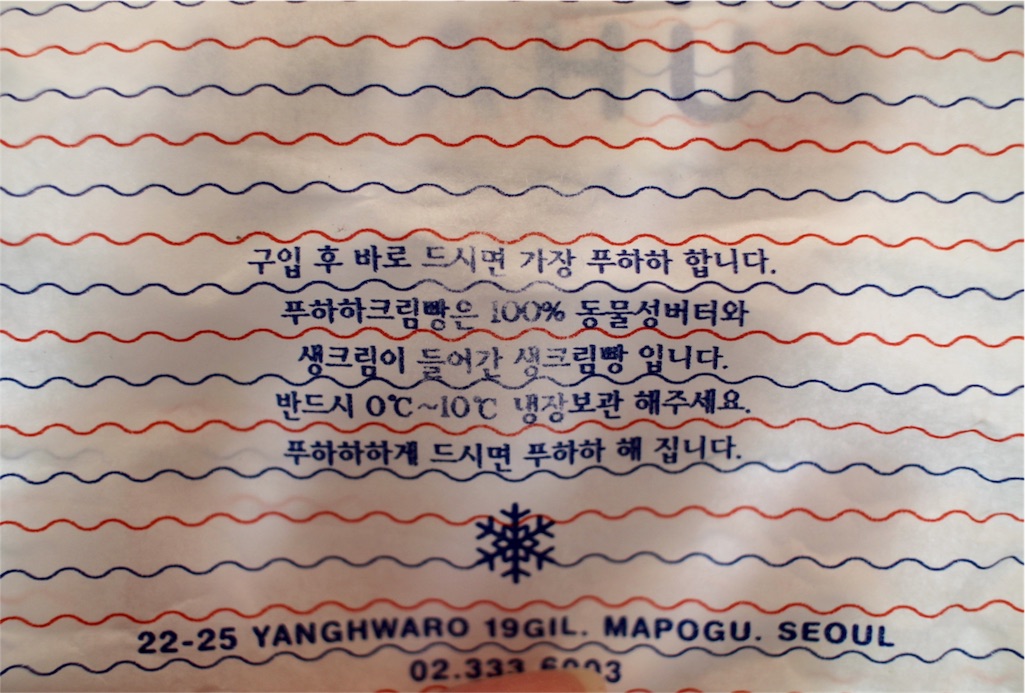 구입 후 바로 드시면 가장 푸하하 합니다.
푸하하크림빵은 100% 동물성버터와
생크림이 들어간 생크림빵 입니다.
반드시 0℃~10℃ 냉장보관 해주세요.
푸하하하게 드시면 푸하하 해 집니다.
22-25 YANGHWARO 19GIL. MAPOGU. SEOUL
02.333